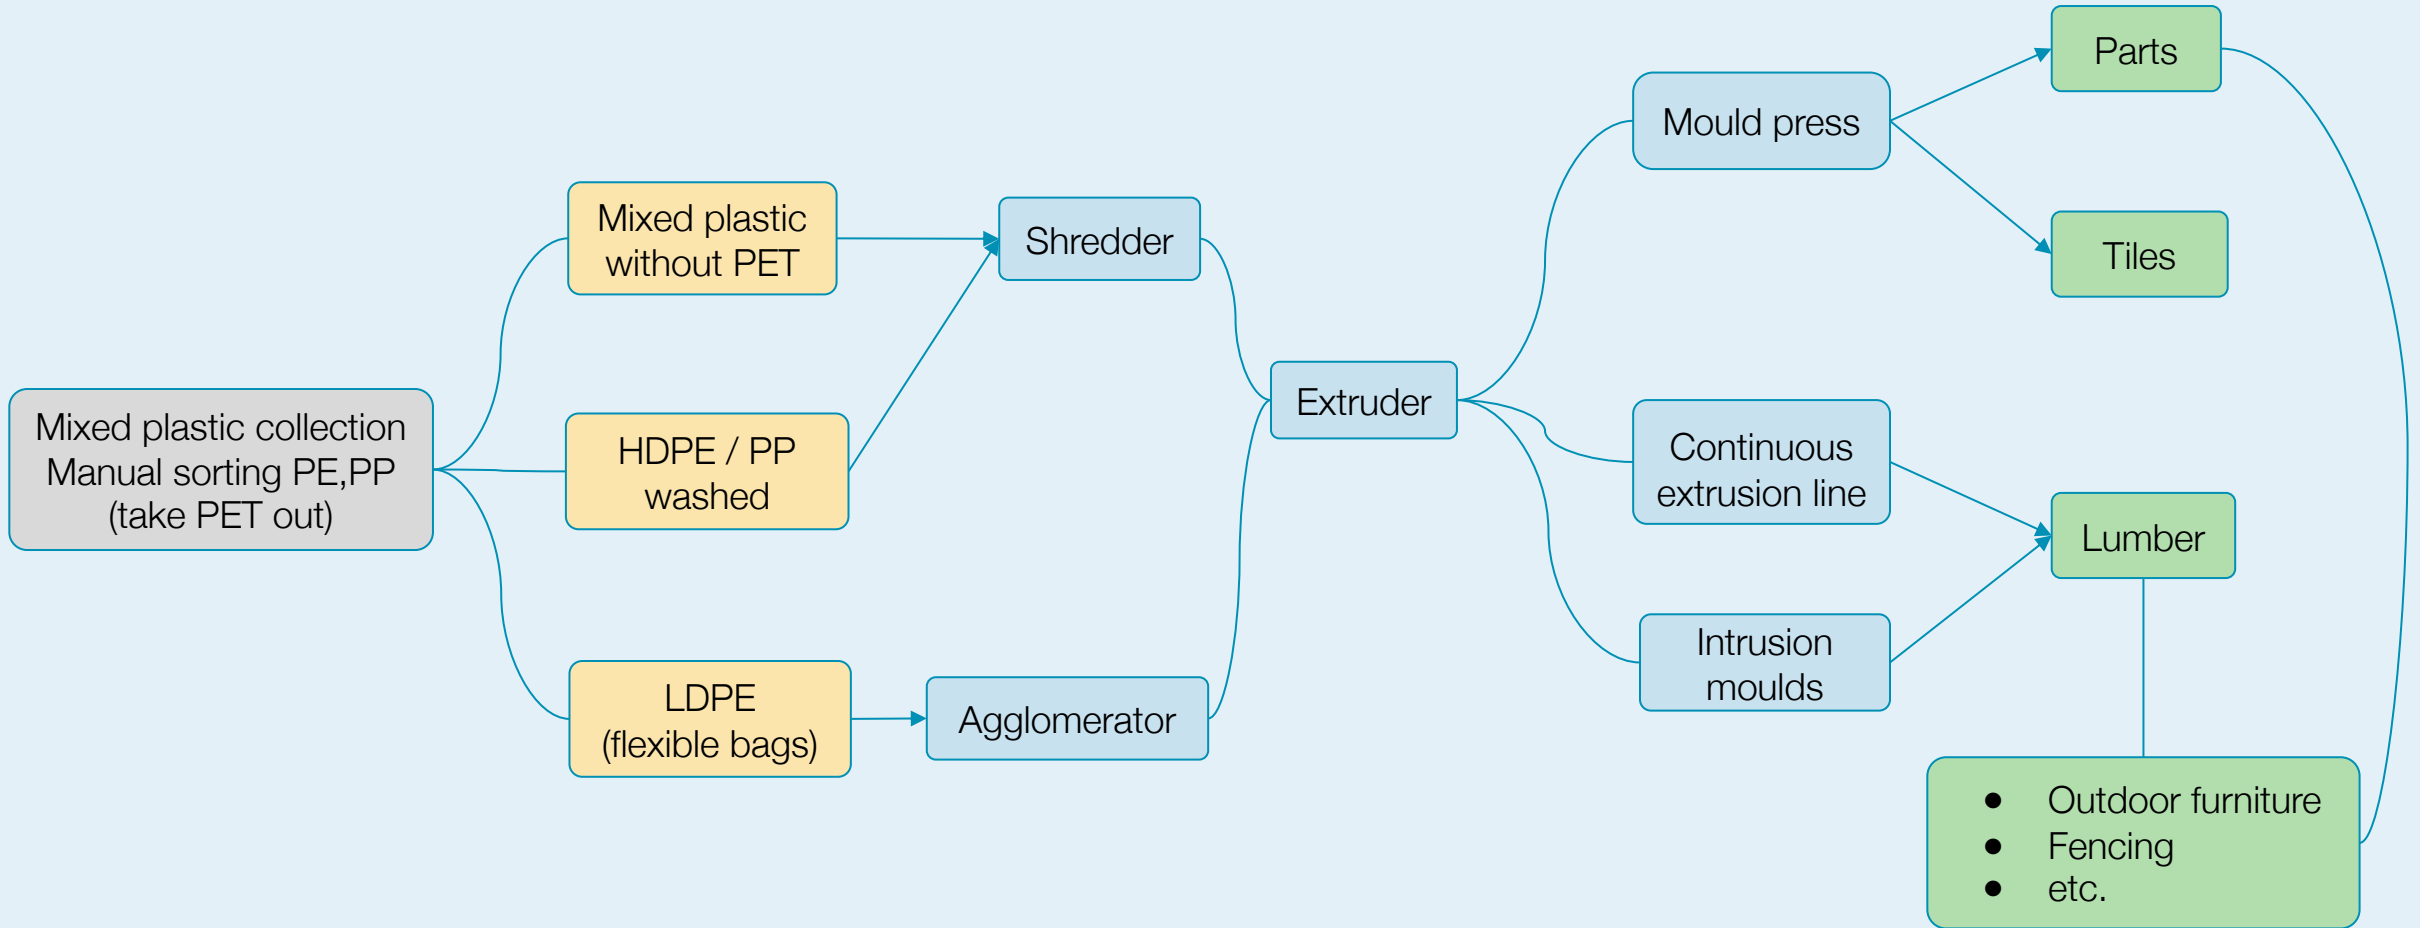 Mixed plastic collection
Manual sorting PE,PP
(take PET out)
Mixed plastic
without PET
HDPE / PP
washed
LDPE
(flexible bags)
Shredder
Agglomerator
Extruder
Mould press
Continuous
extrusion line
Intrusion
moulds
Parts
Tiles
Lumber
● Outdoor furniture
● Fencing
● etc.